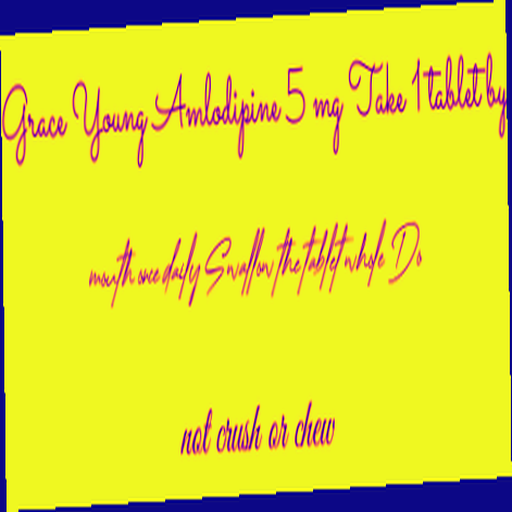 Grace Young Amlodipine 5 mg Take 1 tablet by
mouth once daily Swallow the tablet whole Do
not crush or chew